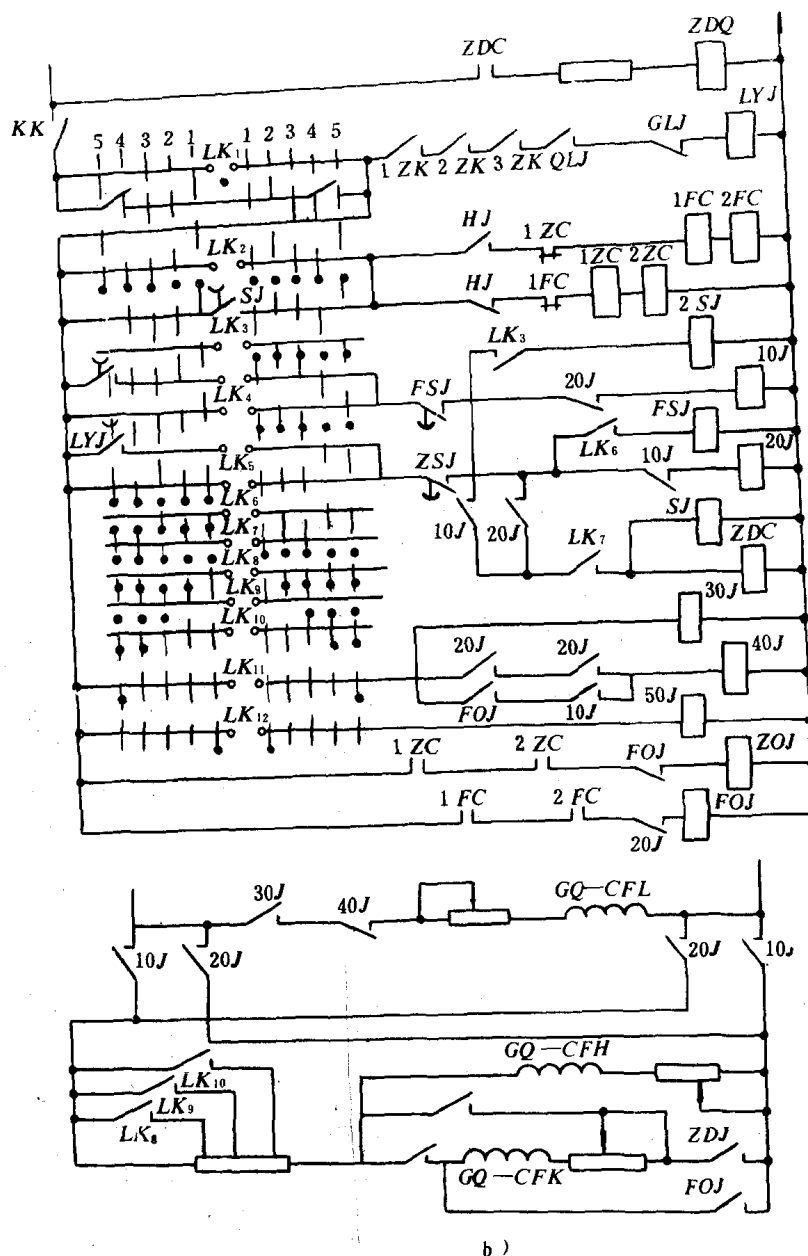 ZDC ZDQ
KK
5 4 3 2 1 LK₁ 1 2 3 4 5
1 ZK 2 ZK 3 ZK QLJ GLJ LYJ
LK₂ HJ 1 ZC 1FC 2FC
SJ HJ 1FC 1ZC 2ZC
LK₃ LK₃ 2 SJ
LK₄ FSJ 20J 10J
LYJ LK₆ FSJ
LK₅ ZSJ 10J 20J
LK₆
LK₇ 10J 20J LK₇ SJ
LK₈ ZDC
LK₉ 30J
LK₁₀ 20J 20J 40J
LK₁₁ FOJ 10J 50J
LK₁₂
1 ZC 2 ZC FOJ ZOJ
1 FC 2 FC 20J FOJ
30J 40J GQ—CFL
10J 20J 20J 10J
GQ—CFH
LK₁₀
LK₉
LK₈
GQ—CFK ZDJ
FOJ
b )